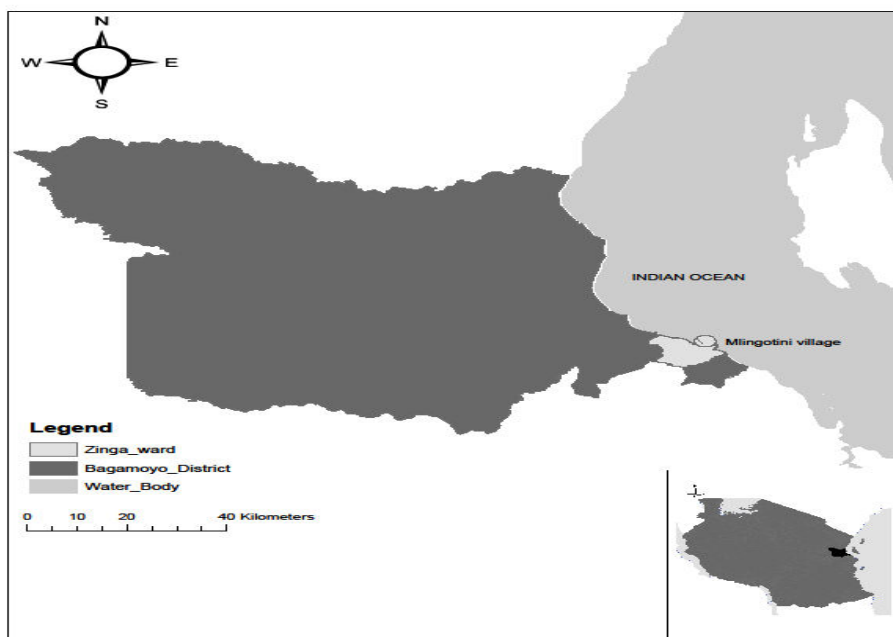 N
W E
S
INDIAN OCEAN
Mlingotini village
Legend
Zinga_ward
Bagamoyo_District
Water_Body
0 10 20 40 Kilometers